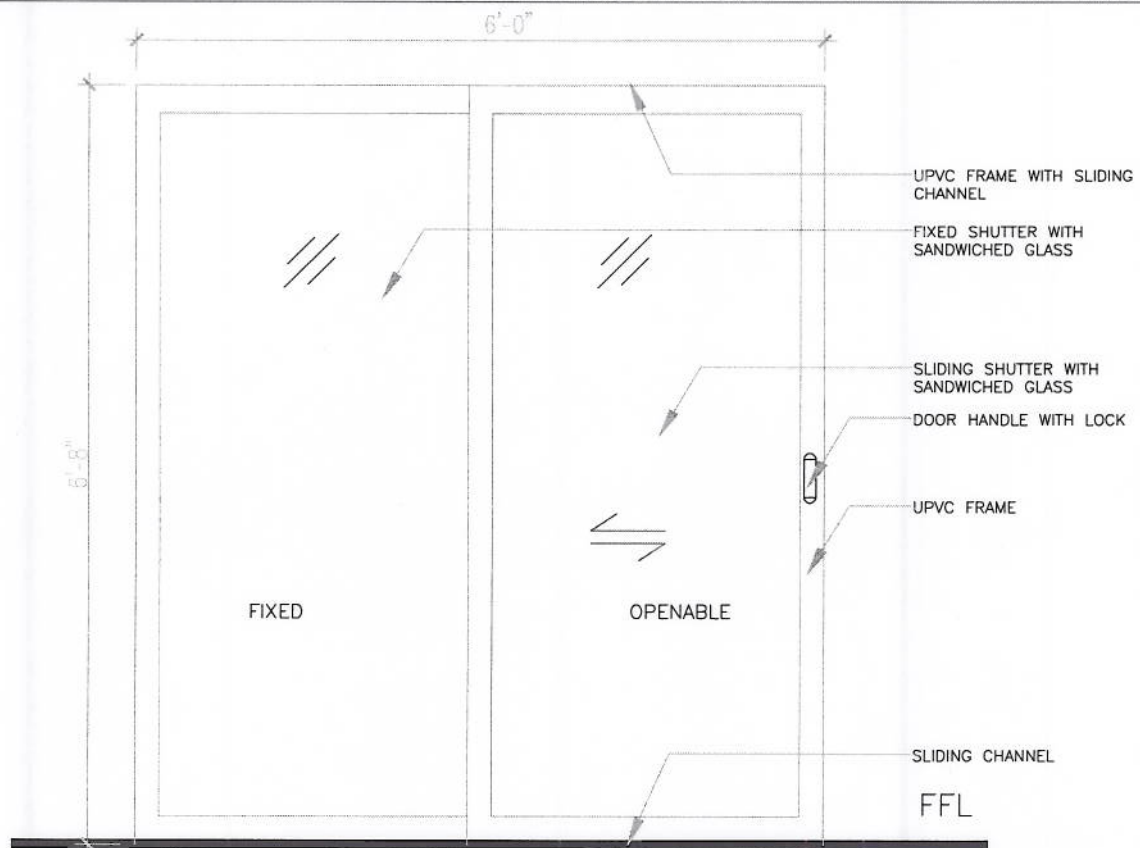 6'-0"
UPVC FRAME WITH SLIDING
CHANNEL
FIXED SHUTTER WITH
SANDWICHED GLASS
SLIDING SHUTTER WITH
SANDWICHED GLASS
DOOR HANDLE WITH LOCK
6'-8"
UPVC FRAME
FIXED
OPENABLE
SLIDING CHANNEL
FFL